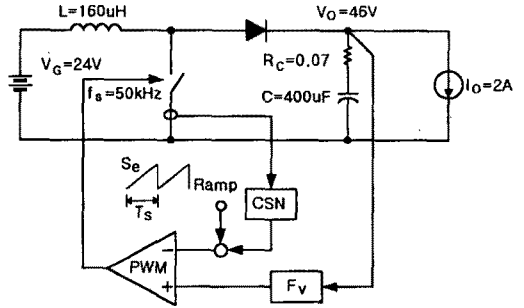 L=160uH
V_O=46V
V_G=24V
f_s=50kHz
R_C=0.07
C=400uF
I_O=2A
S_e
Ramp
T_s
CSN
−
PWM
+
F_V